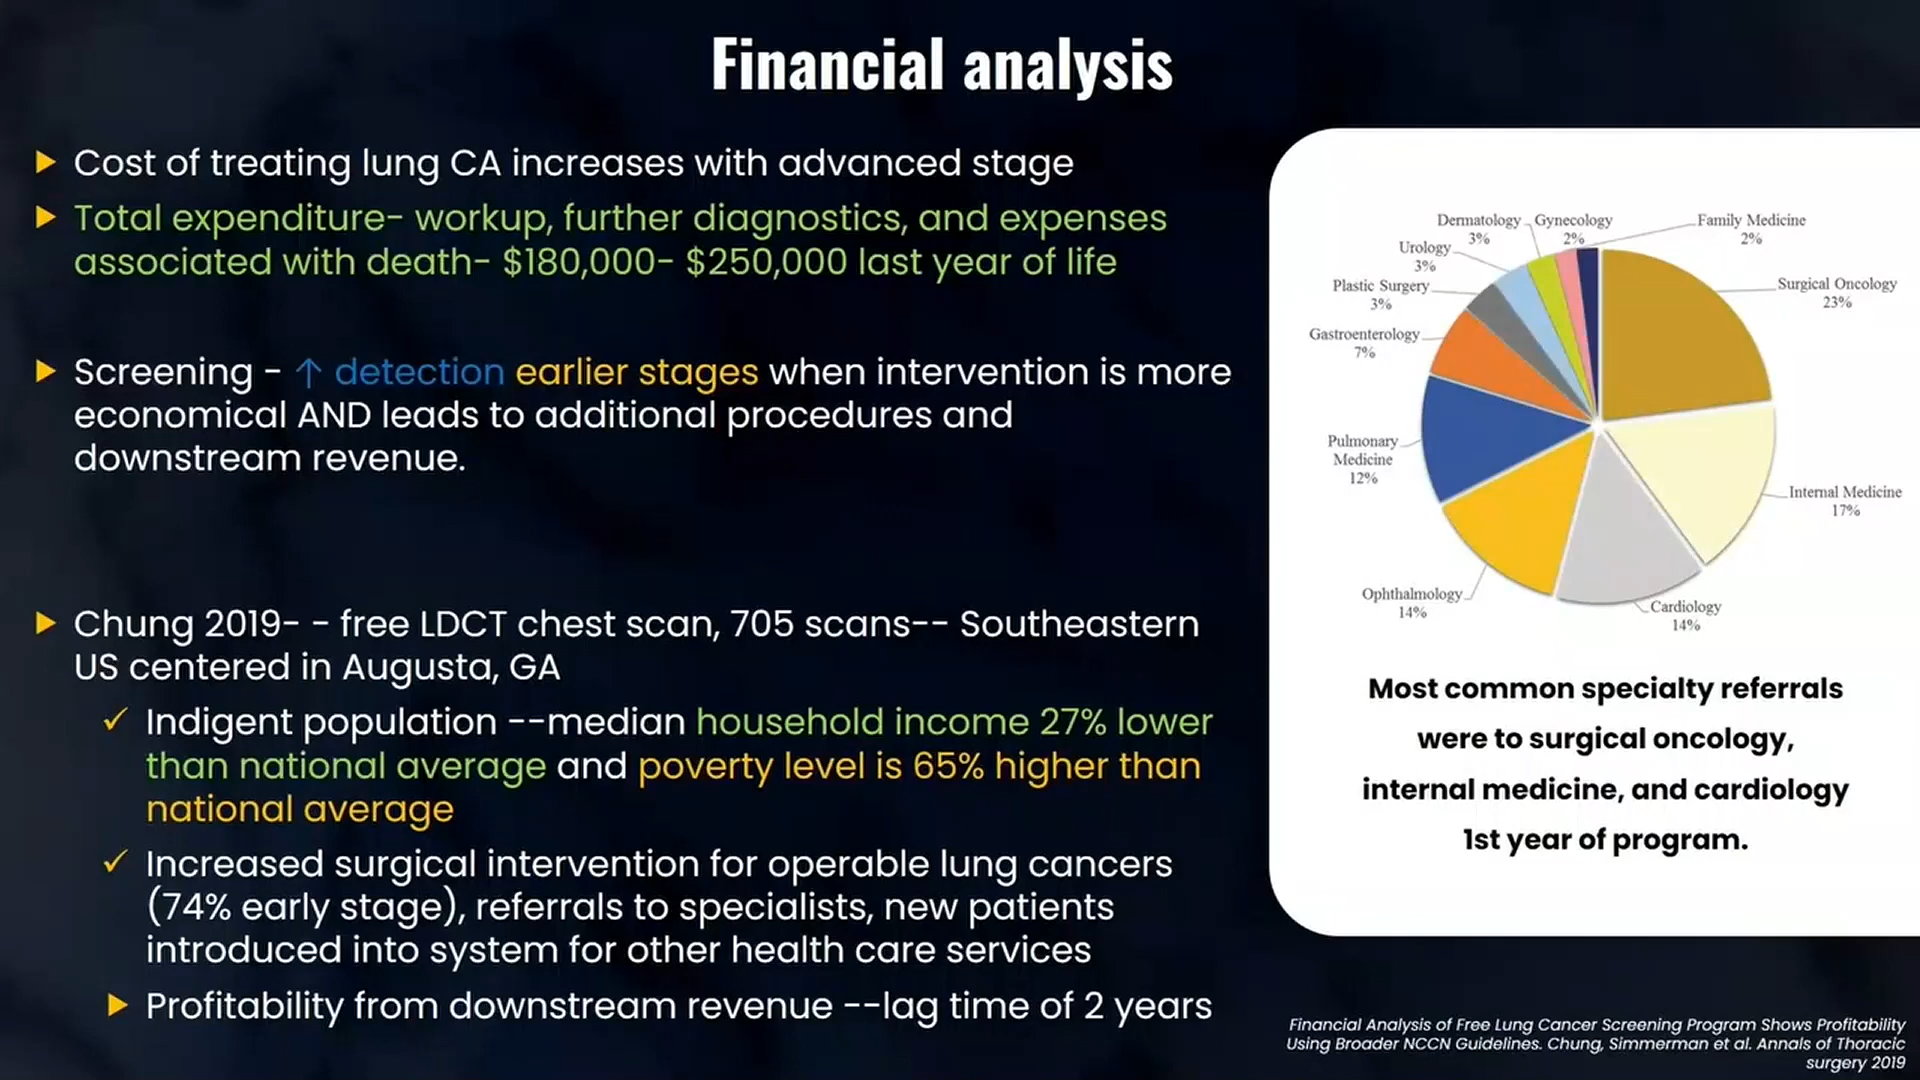 Financial analysis
Cost of treating lung CA increases with advanced stage
Total expenditure- workup, further diagnostics, and expenses
associated with death- $180,000- $250,000 last year of life
Screening - ↑ detection earlier stages when intervention is more
economical AND leads to additional procedures and
downstream revenue.
Chung 2019- - free LDCT chest scan, 705 scans-- Southeastern
US centered in Augusta, GA
✓ Indigent population --median household income 27% lower
than national average and poverty level is 65% higher than
national average
✓ Increased surgical intervention for operable lung cancers
(74% early stage), referrals to specialists, new patients
introduced into system for other health care services
Profitability from downstream revenue --lag time of 2 years
Dermatology
3%
Gynecology
2%
Family Medicine
2%
Urology
3%
Surgical Oncology
23%
Plastic Surgery
3%
Gastroenterology
7%
Pulmonary
Medicine
12%
Internal Medicine
17%
Ophthalmology
14%
Cardiology
14%
Most common specialty referrals
were to surgical oncology,
internal medicine, and cardiology
1st year of program.
Financial Analysis of Free Lung Cancer Screening Program Shows Profitability
Using Broader NCCN Guidelines. Chung, Simmerman et al. Annals of Thoracic
surgery 2019